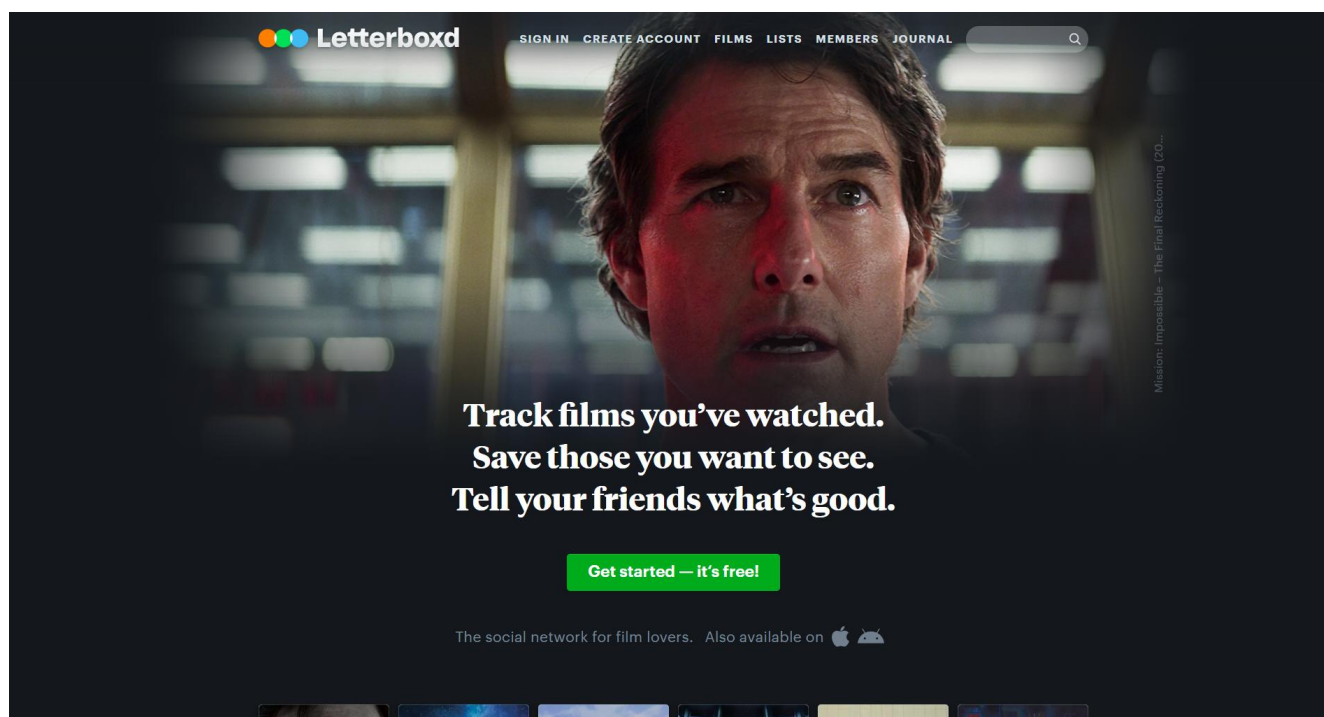 Letterboxd
SIGN IN CREATE ACCOUNT FILMS LISTS MEMBERS JOURNAL
Mission: Impossible – The Final Reckoning (20...
Track films you’ve watched.
Save those you want to see.
Tell your friends what’s good.
Get started — it’s free!
The social network for film lovers. Also available on